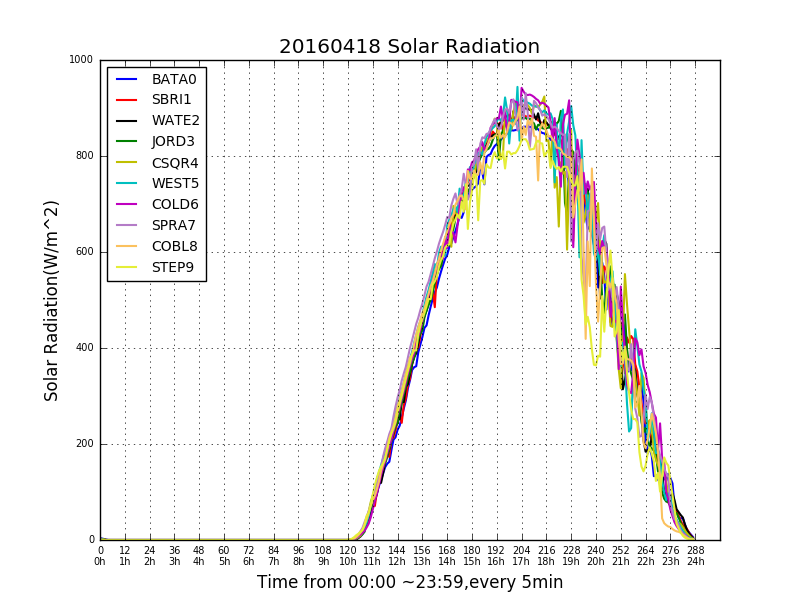 20160418 Solar Radiation
1000
800
600
400
200
0
Solar Radiation(W/m^2)
BATA0
SBRI1
WATE2
JORD3
CSQR4
WEST5
COLD6
SPRA7
COBL8
STEP9
0 12 24 36 48 60 72 84 96 108 120 132 144 156 168 180 192 204 216 228 240 252 264 276 288
0h 1h 2h 3h 4h 5h 6h 7h 8h 9h 10h 11h 12h 13h 14h 15h 16h 17h 18h 19h 20h 21h 22h 23h 24h
Time from 00:00 ~23:59,every 5min